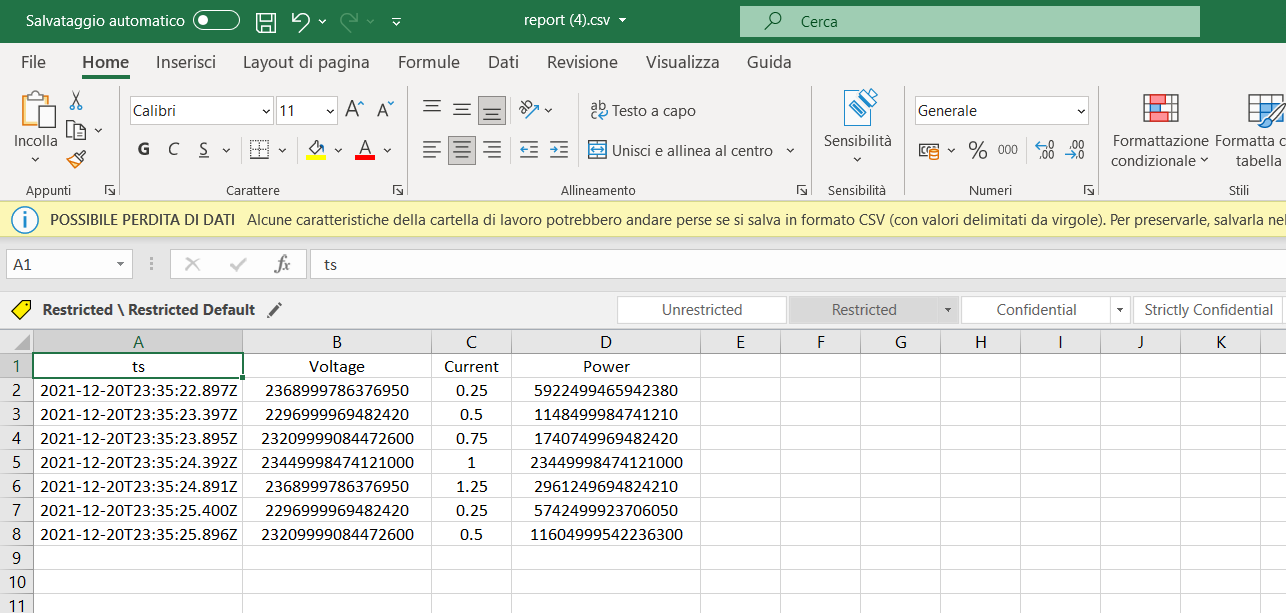 Salvataggio automatico report (4).csv Cerca
File Home Inserisci Layout di pagina Formule Dati Revisione Visualizza Guida
Incolla Calibri 11 G C S ab Testo a capo Unisci e allinea al centro Sensibilità Generale % 000 ,00 Formattazione condizionale Formatta c tabella
Appunti Carattere Allineamento Sensibilità Numeri Stili
POSSIBILE PERDITA DI DATI Alcune caratteristiche della cartella di lavoro potrebbero andare perse se si salva in formato CSV (con valori delimitati da virgole). Per preservarle, salvarla nel
A1 fx ts
Restricted \ Restricted Default Unrestricted Restricted Confidential Strictly Confidential
A B C D E F G H I J K
1 ts Voltage Current Power
2 2021-12-20T23:35:22.897Z 2368999786376950 0.25 5922499465942380
3 2021-12-20T23:35:23.397Z 2296999969482420 0.5 1148499984741210
4 2021-12-20T23:35:23.895Z 23209999084472600 0.75 1740749969482420
5 2021-12-20T23:35:24.392Z 23449998474121000 1 23449998474121000
6 2021-12-20T23:35:24.891Z 2368999786376950 1.25 2961249694824210
7 2021-12-20T23:35:25.400Z 2296999969482420 0.25 5742499923706050
8 2021-12-20T23:35:25.896Z 23209999084472600 0.5 11604999542236300
9
10
11